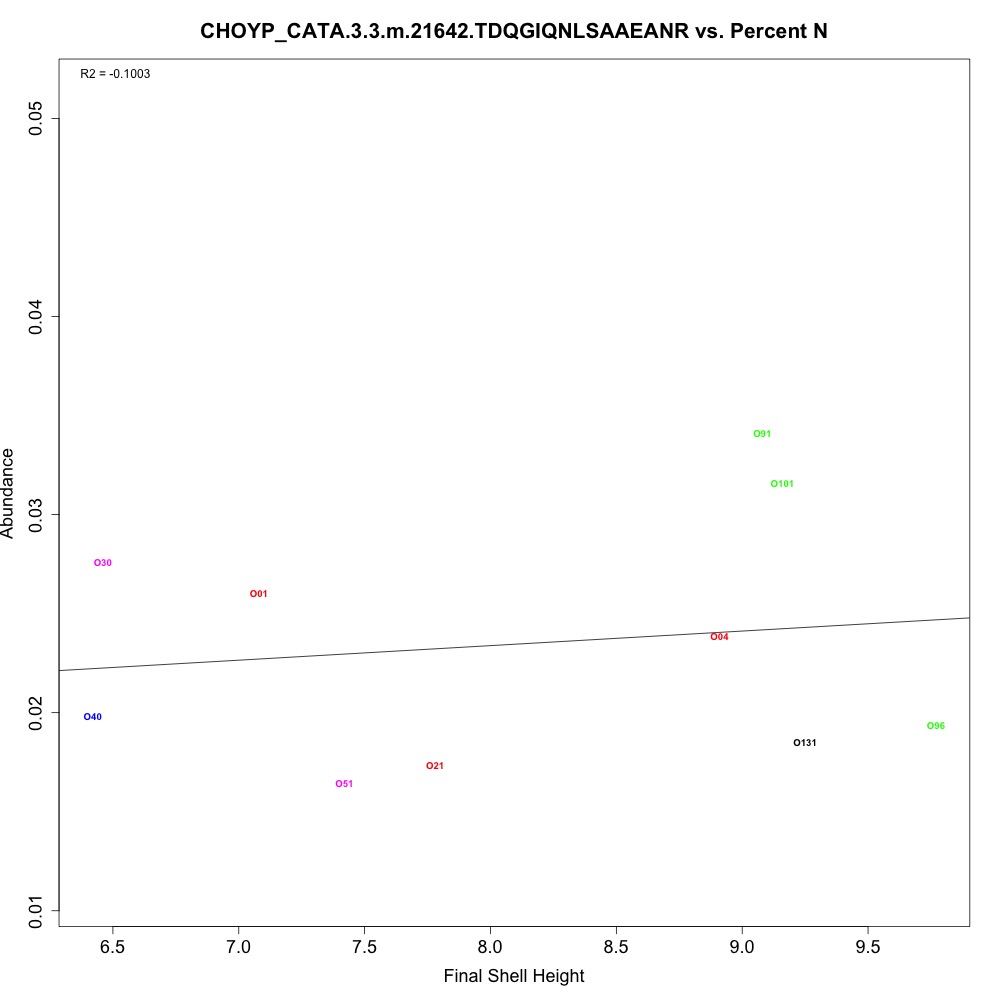 CHOYP_CATA.3.3.m.21642.TDQGIQNLSAAEANR vs. Percent N
R2 = -0.1003
0.05
0.04
0.03
0.02
0.01
Abundance
O91
O101
O30
O01
O04
O40
O96
O131
O21
O51
6.5 7.0 7.5 8.0 8.5 9.0 9.5
Final Shell Height